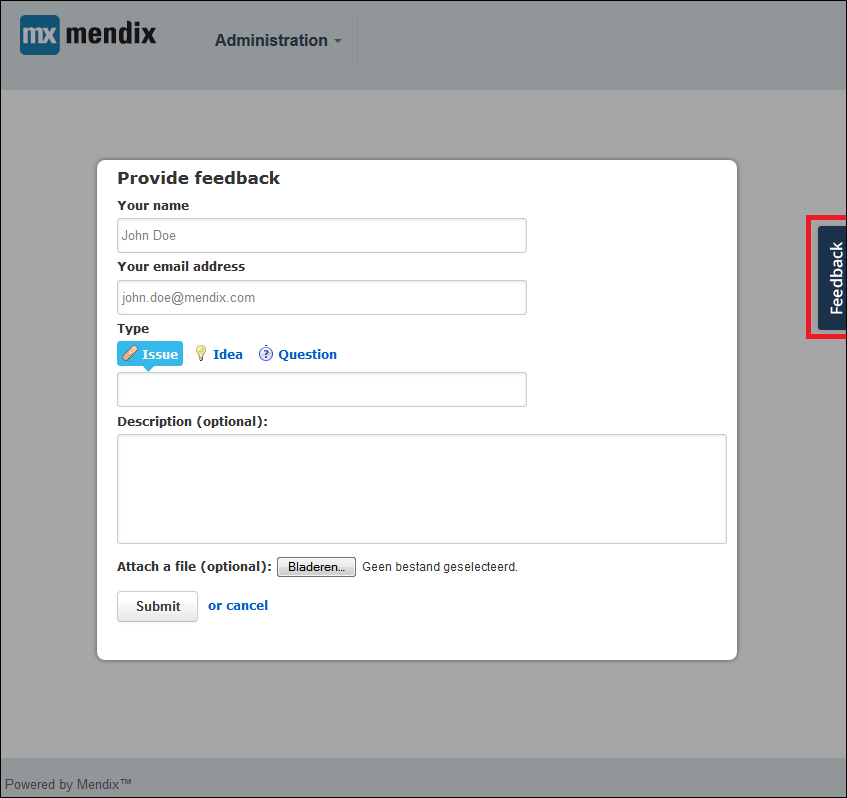 mx mendix
Administration
Provide feedback
Your name
John Doe
Your email address
john.doe@mendix.com
Type
Issue Idea ? Question
Description (optional):
Attach a file (optional): Bladeren... Geen bestand geselecteerd.
Submit or cancel
Feedback
Powered by Mendix™